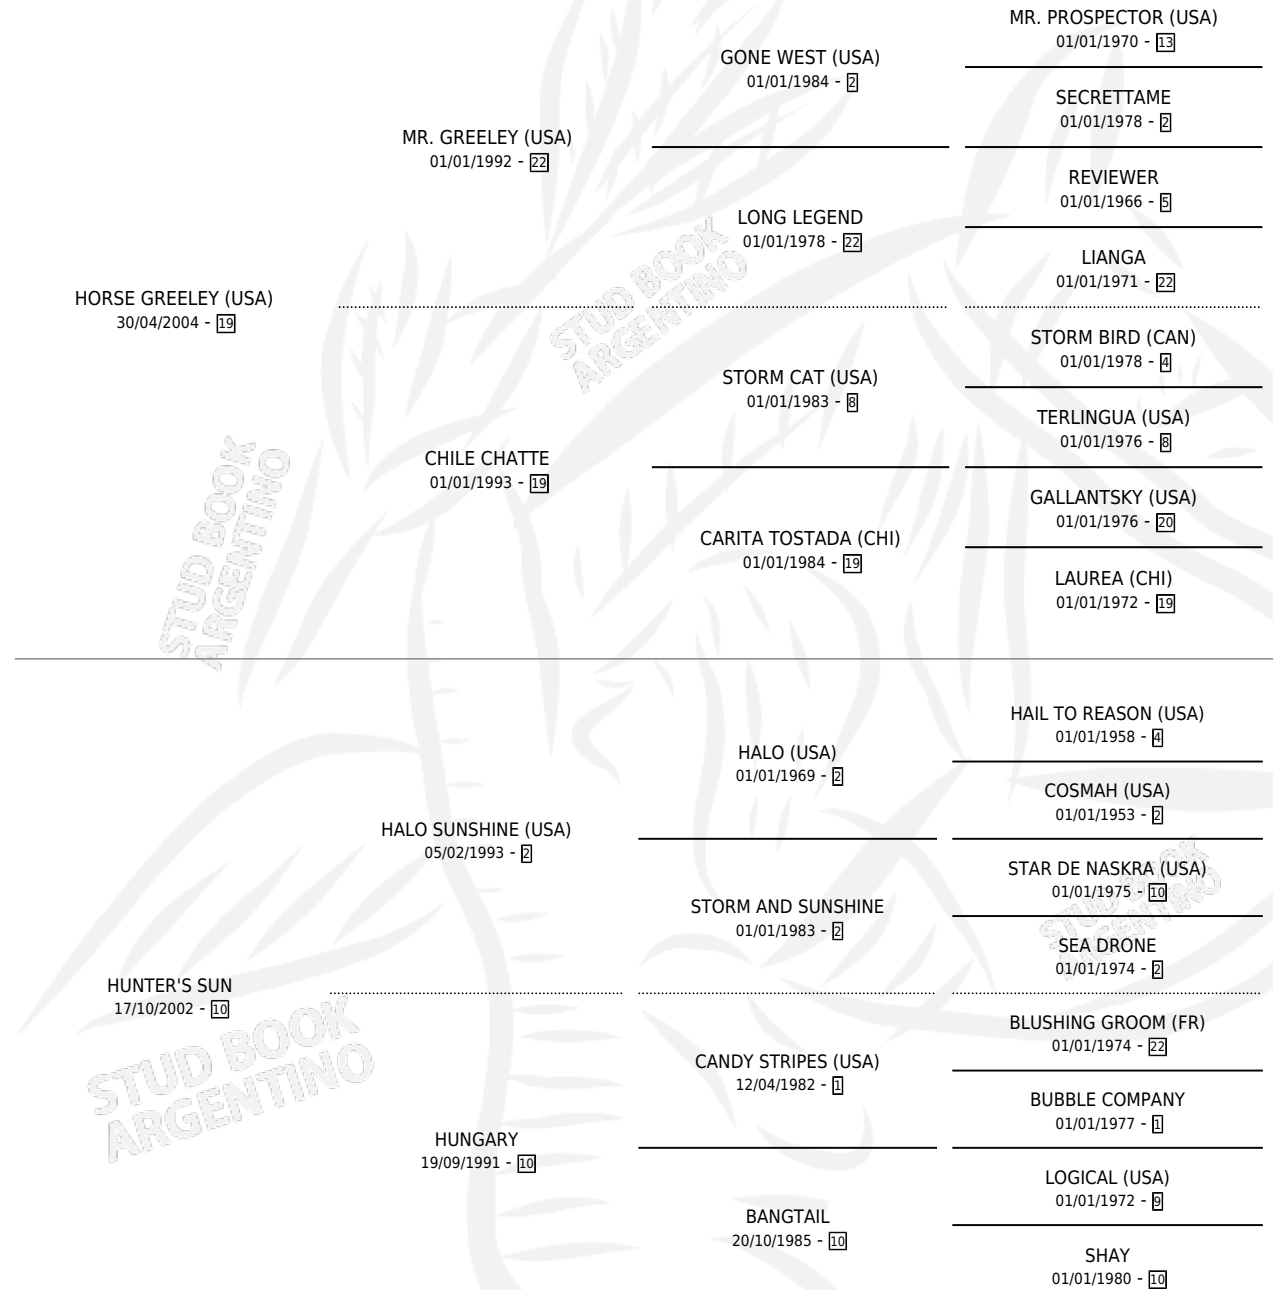 MR. PROSPECTOR (USA)
01/01/1970 - 13
GONE WEST (USA)
01/01/1984 - 2
SECRETTAME
01/01/1978 - 2
MR. GREELEY (USA)
01/01/1992 - 22
REVIEWER
01/01/1966 - 5
LONG LEGEND
01/01/1978 - 22
LIANGA
01/01/1971 - 22
HORSE GREELEY (USA)
30/04/2004 - 19
STUD BOOK
ARGENTINO
STORM BIRD (CAN)
01/01/1978 - 4
STORM CAT (USA)
01/01/1983 - 8
TERLINGUA (USA)
01/01/1976 - 8
CHILE CHATTE
01/01/1993 - 19
GALLANTSKY (USA)
01/01/1976 - 20
CARITA TOSTADA (CHI)
01/01/1984 - 19
LAUREA (CHI)
01/01/1972 - 19
STUD BOOK
ARGENTINO
HAIL TO REASON (USA)
01/01/1958 - 4
HALO (USA)
01/01/1969 - 2
COSMAH (USA)
01/01/1953 - 2
HALO SUNSHINE (USA)
05/02/1993 - 2
STAR DE NASKRA (USA)
01/01/1975 - 10
STORM AND SUNSHINE
01/01/1983 - 2
STUD BOOK
ARGENTINO
SEA DRONE
01/01/1974 - 2
HUNTER'S SUN
17/10/2002 - 10
BLUSHING GROOM (FR)
01/01/1974 - 22
CANDY STRIPES (USA)
12/04/1982 - 1
STUD BOOK
ARGENTINO
BUBBLE COMPANY
01/01/1977 - 1
HUNGARY
19/09/1991 - 10
LOGICAL (USA)
01/01/1972 - 9
BANGTAIL
20/10/1985 - 10
SHAY
01/01/1980 - 10